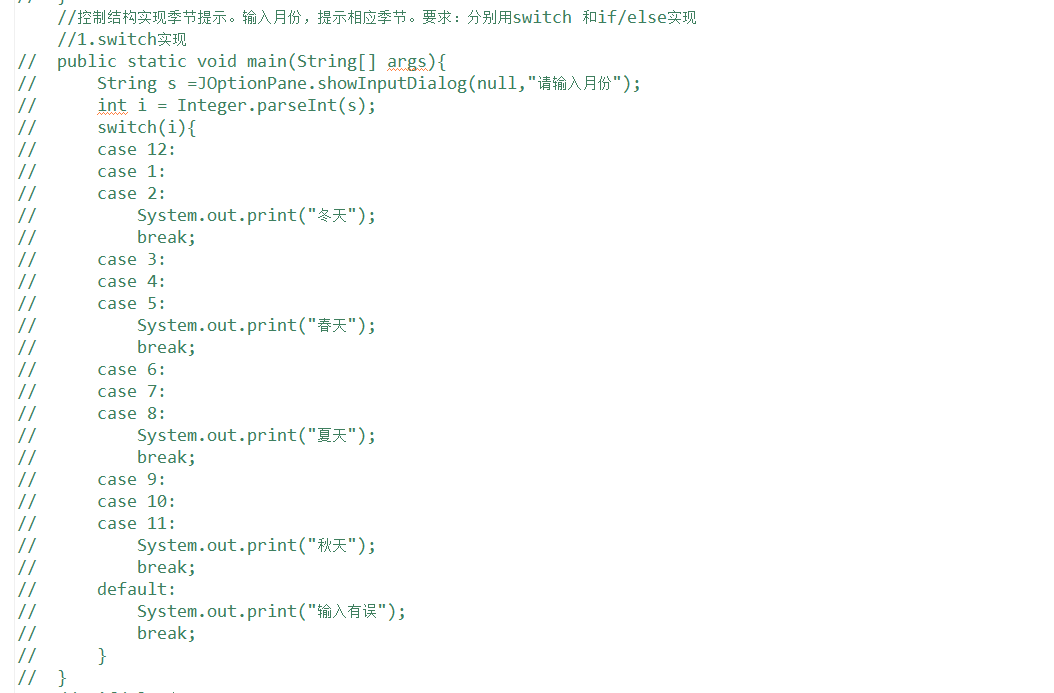 //控制结构实现季节提示。输入月份，提示相应季节。要求：分别用switch 和if/else实现
//1.switch实现
//  public static void main(String[] args){
//      String s =JOptionPane.showInputDialog(null,"请输入月份");
//      int i = Integer.parseInt(s);
//      switch(i){
//      case 12:
//      case 1:
//      case 2:
//          System.out.print("冬天");
//          break;
//      case 3:
//      case 4:
//      case 5:
//          System.out.print("春天");
//          break;
//      case 6:
//      case 7:
//      case 8:
//          System.out.print("夏天");
//          break;
//      case 9:
//      case 10:
//      case 11:
//          System.out.print("秋天");
//          break;
//      default:
//          System.out.print("输入有误");
//          break;
//      }
//  }